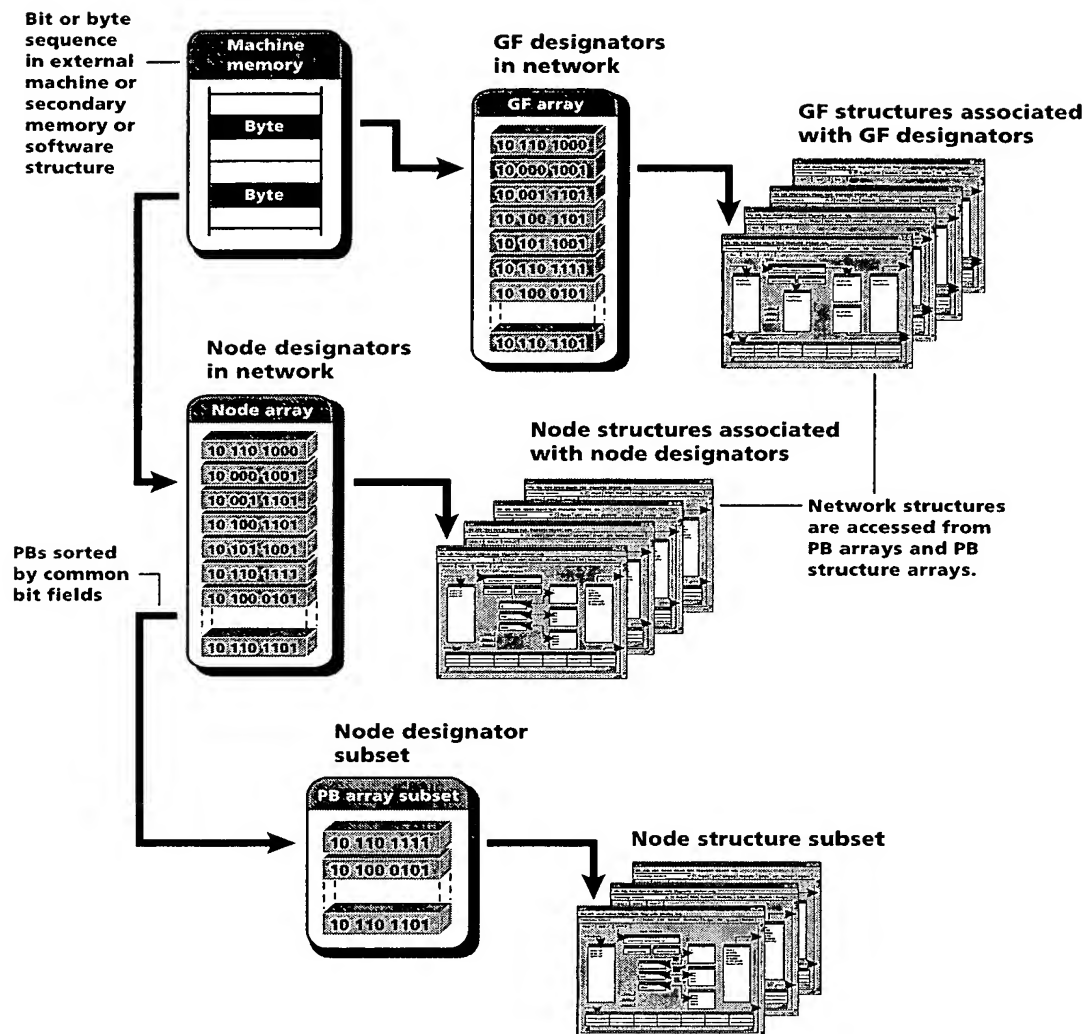 Bit or byte
sequence
in external
machine or
secondary
memory or
software
structure
Machine
memory
Byte
Byte
GF designators
in network
GF array
10 110 1000
10 000 1001
10 001 1101
10 100 1101
10 101 1001
10 110 1111
10 100 0101
10 110 1101
GF structures associated
with GF designators
Node designators
in network
Node array
10 110 1000
10 000 1001
10 001 1101
10 100 1101
10 101 1001
10 110 1111
10 100 0101
10 110 1101
PBs sorted
by common
bit fields
Node structures associated
with node designators
Network structures
are accessed from
PB arrays and PB
structure arrays.
Node designator
subset
PB array subset
10 110 1111
10 100 0101
10 110 1101
Node structure subset